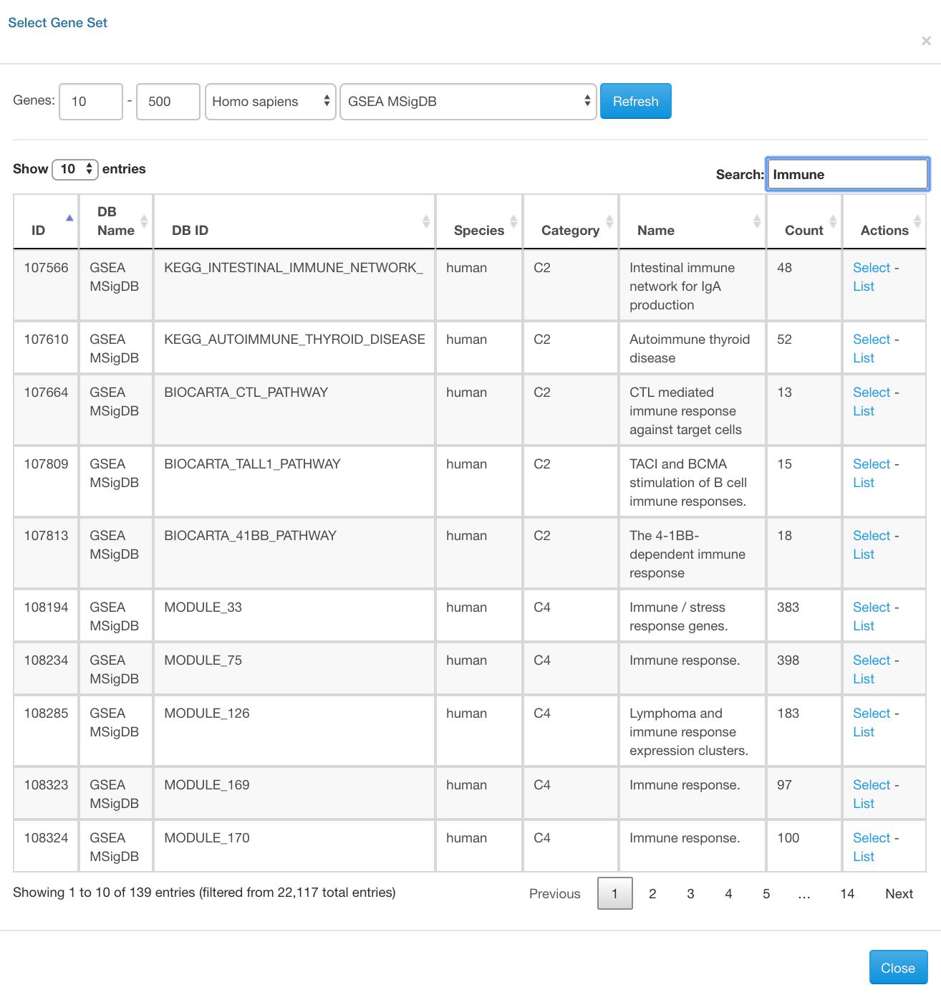 Select Gene Set
×
Genes: 10 - 500 Homo sapiens GSEA MSigDB Refresh
Show 10 entries
Search: Immune
ID DB Name DB ID Species Category Name Count Actions
107566 GSEA MSigDB KEGG_INTESTINAL_IMMUNE_NETWORK_ human C2 Intestinal immune network for IgA production 48 Select - List
107610 GSEA MSigDB KEGG_AUTOIMMUNE_THYROID_DISEASE human C2 Autoimmune thyroid disease 52 Select - List
107664 GSEA MSigDB BIOCARTA_CTL_PATHWAY human C2 CTL mediated immune response against target cells 13 Select - List
107809 GSEA MSigDB BIOCARTA_TALL1_PATHWAY human C2 TACI and BCMA stimulation of B cell immune responses. 15 Select - List
107813 GSEA MSigDB BIOCARTA_41BB_PATHWAY human C2 The 4-1BB-dependent immune response 18 Select - List
108194 GSEA MSigDB MODULE_33 human C4 Immune / stress response genes. 383 Select - List
108234 GSEA MSigDB MODULE_75 human C4 Immune response. 398 Select - List
108285 GSEA MSigDB MODULE_126 human C4 Lymphoma and immune response expression clusters. 183 Select - List
108323 GSEA MSigDB MODULE_169 human C4 Immune response. 97 Select - List
108324 GSEA MSigDB MODULE_170 human C4 Immune response. 100 Select - List
Showing 1 to 10 of 139 entries (filtered from 22,117 total entries)
Previous 1 2 3 4 5 … 14 Next
Close